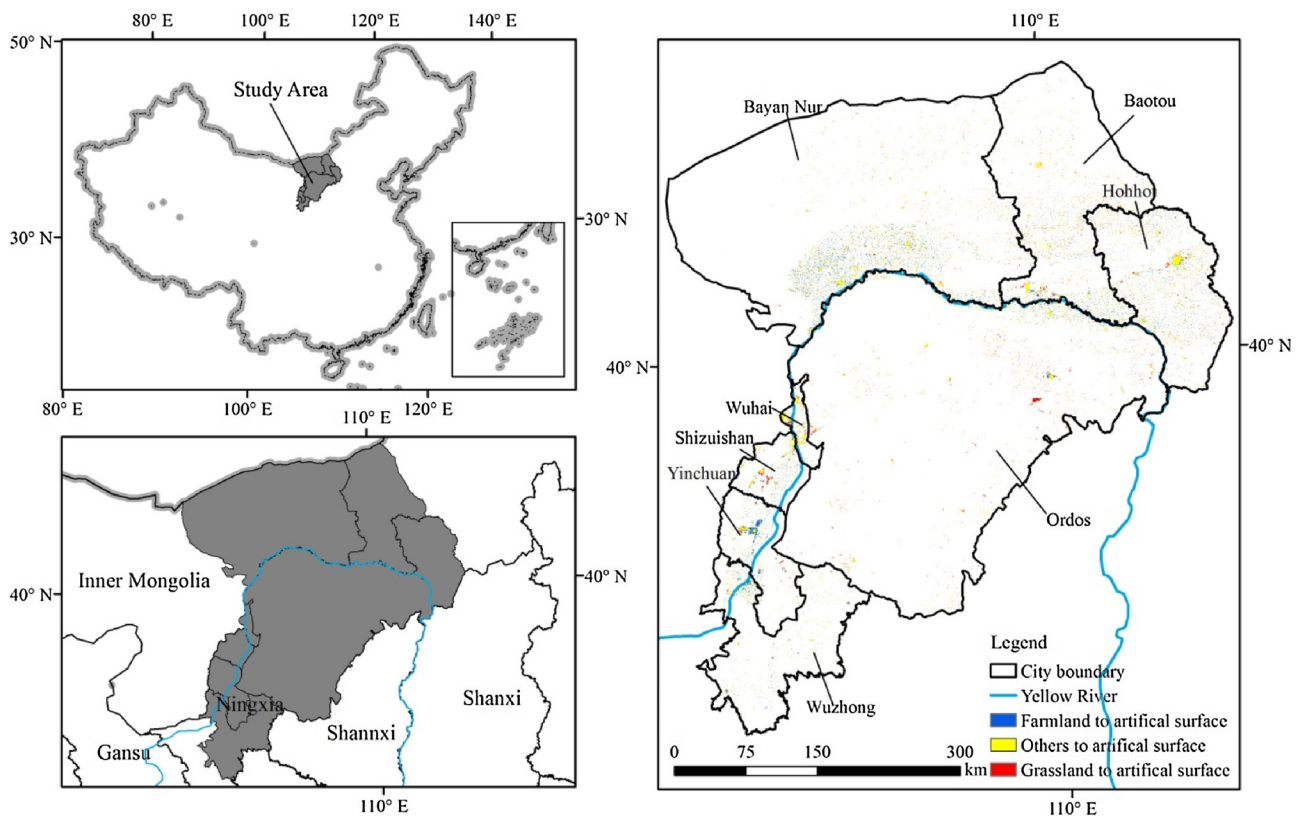 80° E
100° E
120° E
140° E
50° N
Study Area
30° N
30° N
80° E
100° E
120° E
110° E
Inner Mongolia
40° N
40° N
Ningxia
Shanxi
Shannxi
Gansu
110° E
110° E
Bayan Nur
Baotou
Hohhot
40° N
40° N
Wuhai
Shizuishan
Yinchuan
Ordos
Wuzhong
Legend
City boundary
Yellow River
Farmland to artifical surface
Others to artifical surface
Grassland to artifical surface
0 75 150 300
km
110° E